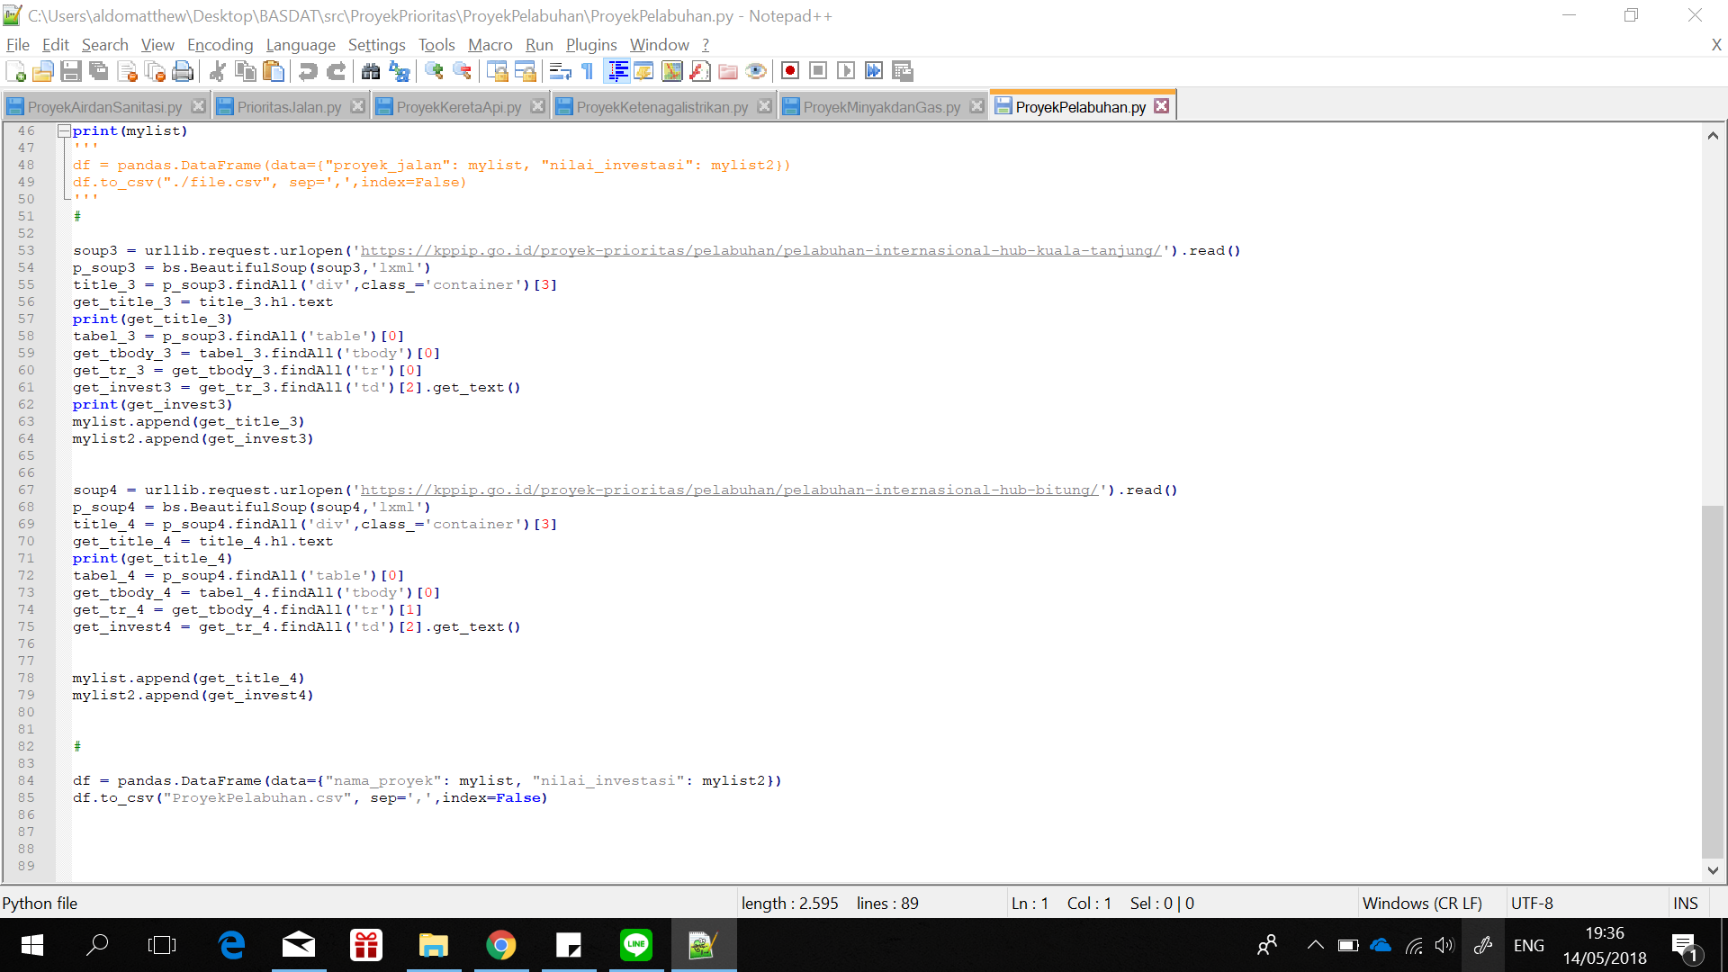 C:\Users\aldomatthew\Desktop\BASDAT\src\ProyekPrioritas\ProyekPelabuhan\ProyekPelabuhan.py - Notepad++
File Edit Search View Encoding Language Settings Tools Macro Run Plugins Window ? X
ProyekAirdanSanitasi.py PrioritasJalan.py ProyekKeretaApi.py ProyekKetenagalistrikan.py ProyekMinyakdanGas.py ProyekPelabuhan.py
46 print(mylist)
47 '''
48 df = pandas.DataFrame(data={"proyek_jalan": mylist, "nilai_investasi": mylist2})
49 df.to_csv("./file.csv", sep=',',index=False)
50 '''
51 #
52
53 soup3 = urllib.request.urlopen('https://kppip.go.id/proyek-prioritas/pelabuhan/pelabuhan-internasional-hub-kuala-tanjung/').read()
54 p_soup3 = bs.BeautifulSoup(soup3,'lxml')
55 title_3 = p_soup3.findAll('div',class_='container')[3]
56 get_title_3 = title_3.h1.text
57 print(get_title_3)
58 tabel_3 = p_soup3.findAll('table')[0]
59 get_tbody_3 = tabel_3.findAll('tbody')[0]
60 get_tr_3 = get_tbody_3.findAll('tr')[0]
61 get_invest3 = get_tr_3.findAll('td')[2].get_text()
62 print(get_invest3)
63 mylist.append(get_title_3)
64 mylist2.append(get_invest3)
65
66
67 soup4 = urllib.request.urlopen('https://kppip.go.id/proyek-prioritas/pelabuhan/pelabuhan-internasional-hub-bitung/').read()
68 p_soup4 = bs.BeautifulSoup(soup4,'lxml')
69 title_4 = p_soup4.findAll('div',class_='container')[3]
70 get_title_4 = title_4.h1.text
71 print(get_title_4)
72 tabel_4 = p_soup4.findAll('table')[0]
73 get_tbody_4 = tabel_4.findAll('tbody')[0]
74 get_tr_4 = get_tbody_4.findAll('tr')[1]
75 get_invest4 = get_tr_4.findAll('td')[2].get_text()
76
77
78 mylist.append(get_title_4)
79 mylist2.append(get_invest4)
80
81
82 #
83
84 df = pandas.DataFrame(data={"nama_proyek": mylist, "nilai_investasi": mylist2})
85 df.to_csv("ProyekPelabuhan.csv", sep=',',index=False)
86
87
88
89
Python file length : 2.595 lines : 89 Ln : 1 Col : 1 Sel : 0 | 0 Windows (CR LF) UTF-8 INS
LINE ENG 19:36
14/05/2018 1